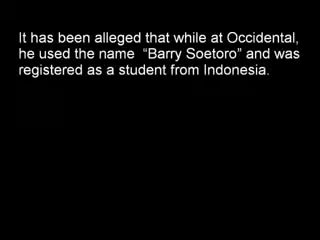 It has been alleged that while at Occidental,
he used the name  “Barry Soetoro” and was
registered as a student from Indonesia.